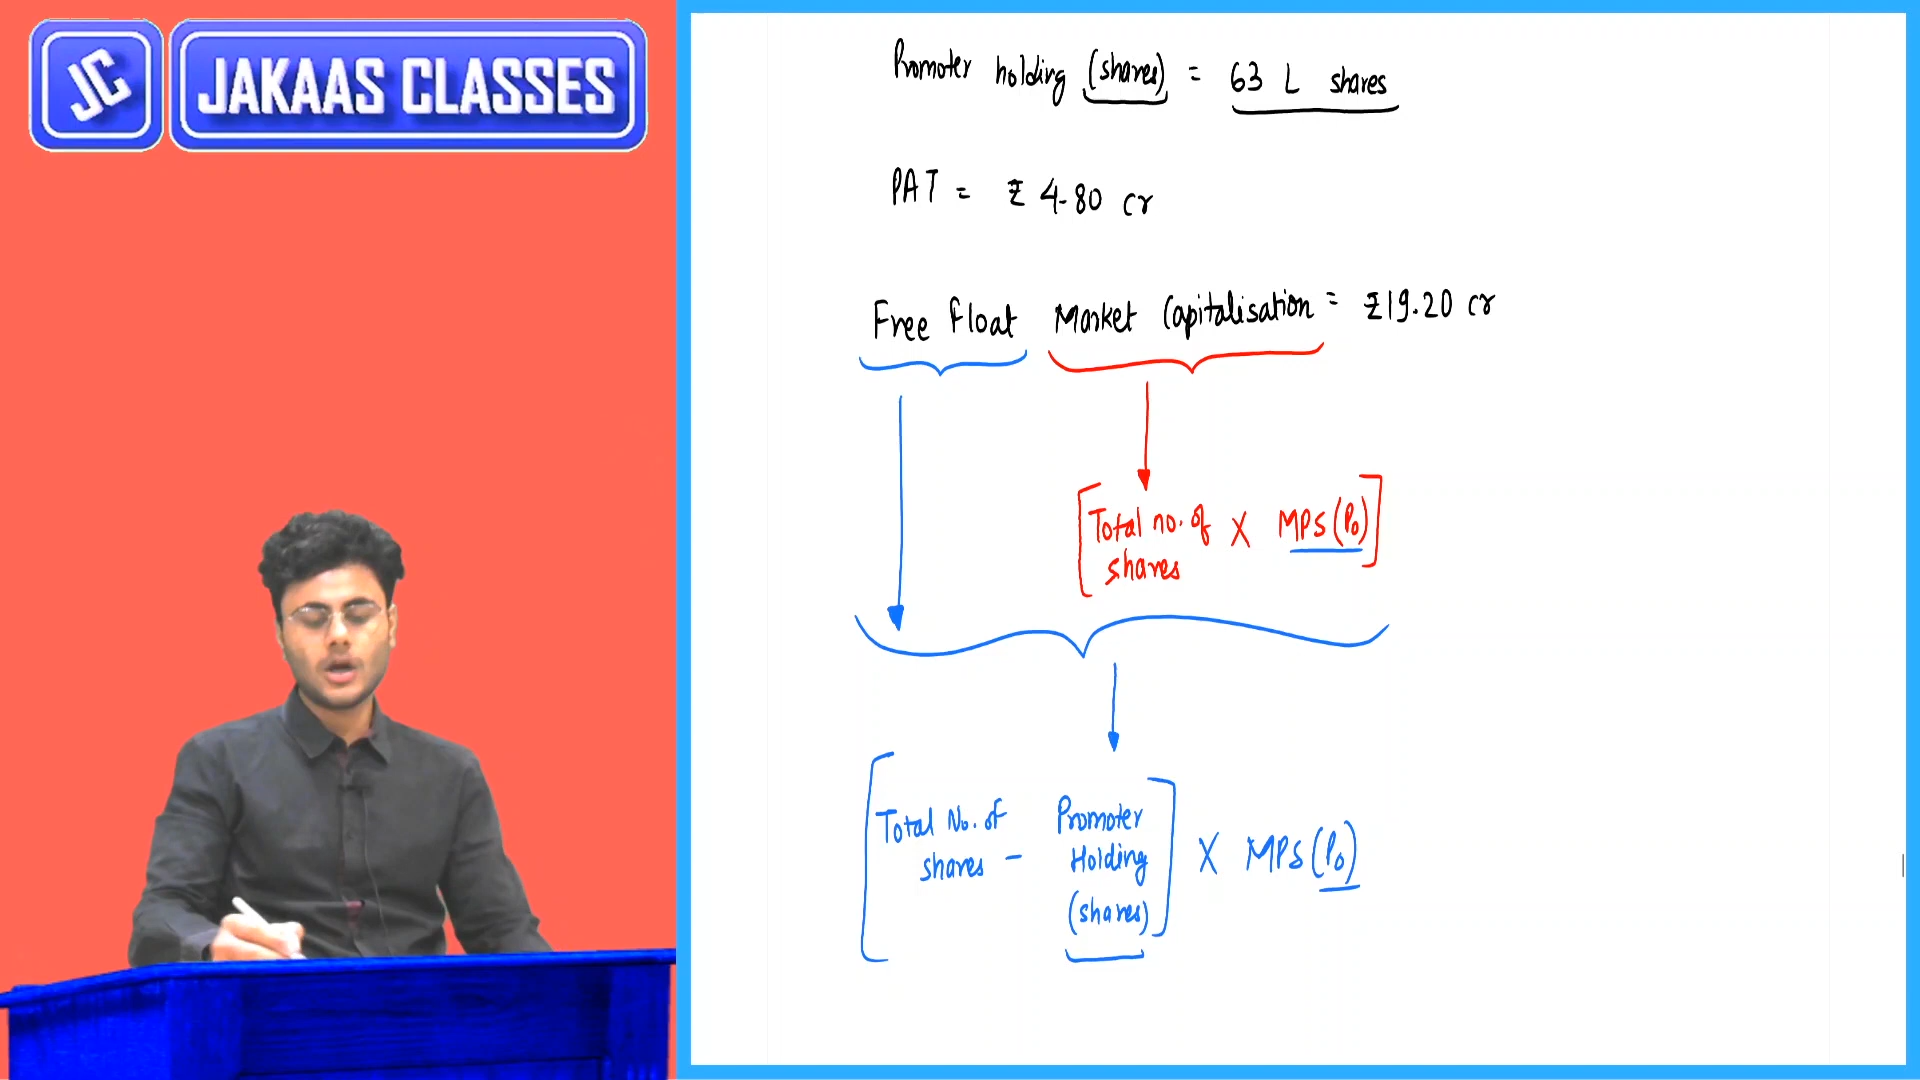 JC
JAKAAS CLASSES
Promoter holding (shares) = 63 L shares
PAT = ₹ 4.80 cr
Free float Market Capitalisation = ₹19.20 cr
[Total no. of shares X MPS (P₀)]
[Total No. of shares - Promoter Holding (shares)] X MPS (P₀)